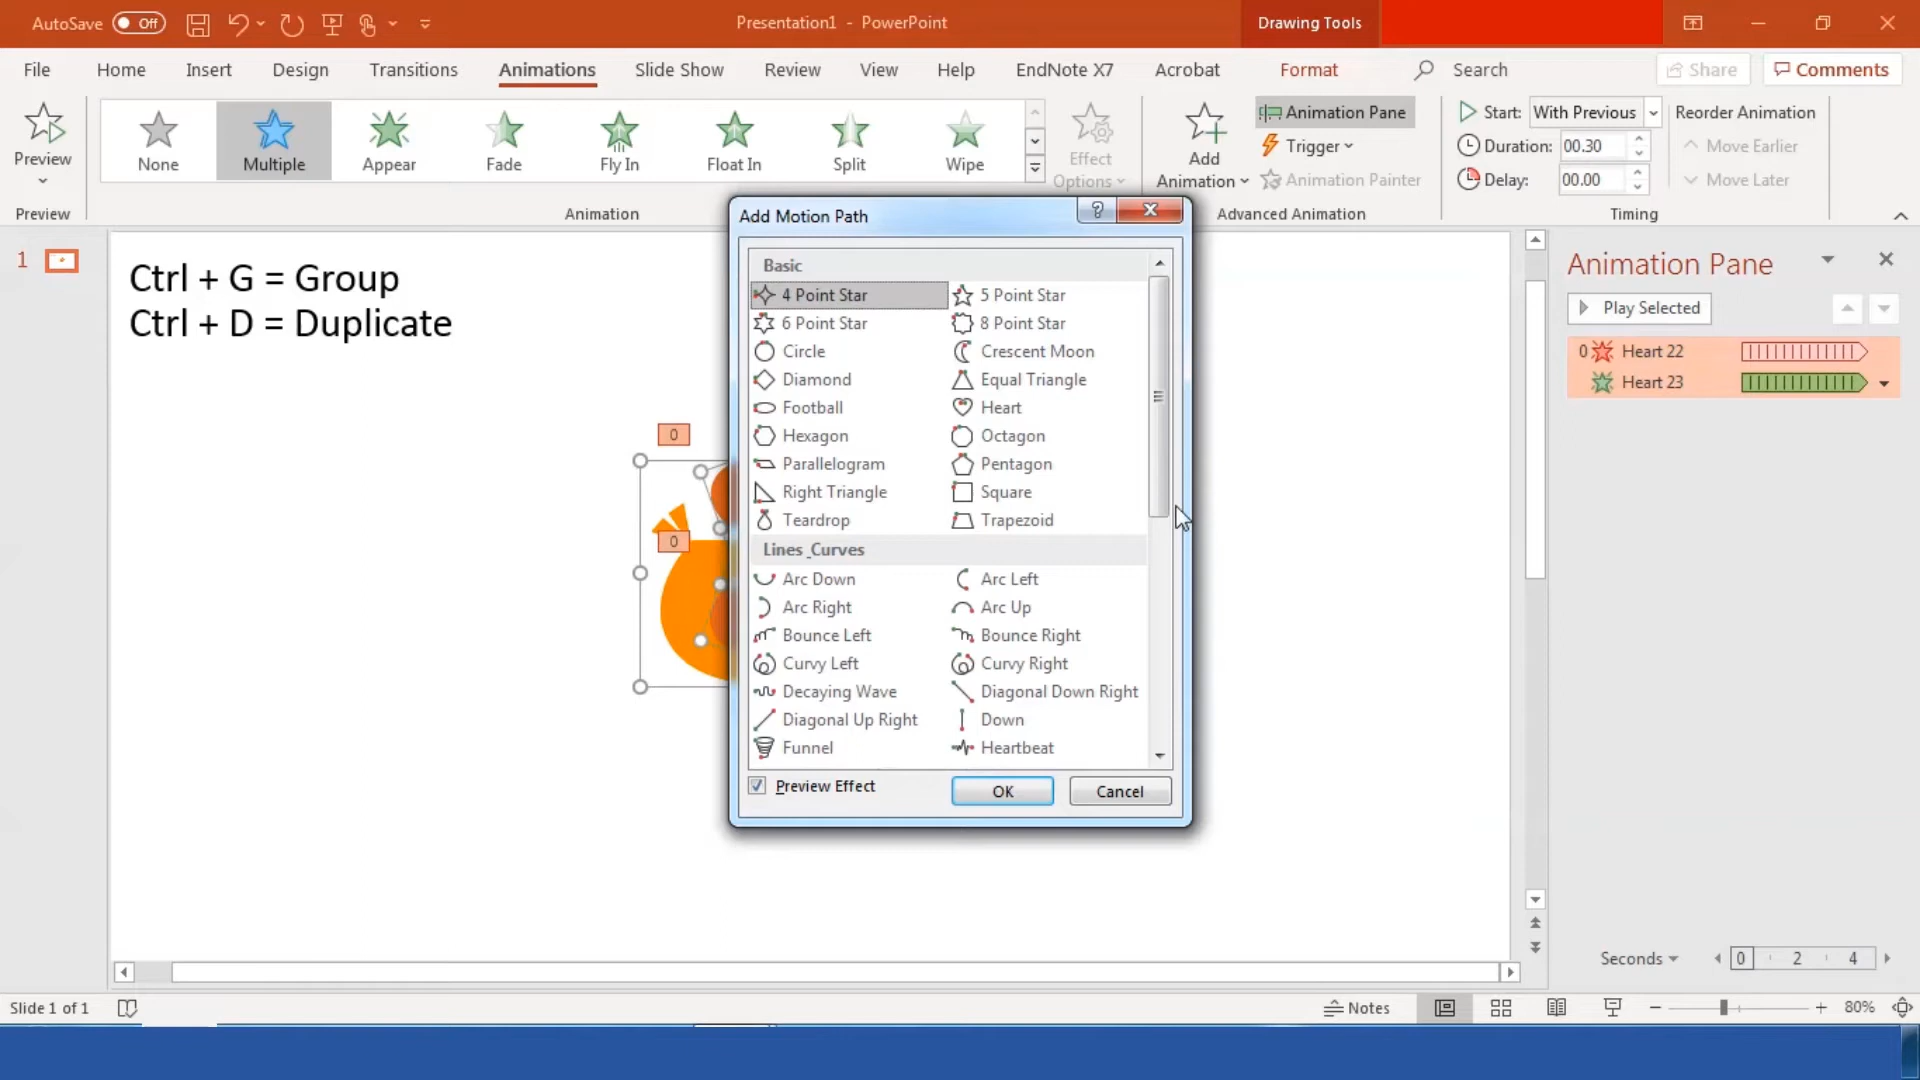 AutoSave Off Presentation1 - PowerPoint Drawing Tools
File Home Insert Design Transitions Animations Slide Show Review View Help EndNote X7 Acrobat Format Search Share Comments
Preview None Multiple Appear Fade Fly In Float In Split Wipe Effect Options Add Animation Animation Pane Trigger Animation Painter Start: With Previous Duration: 00.30 Delay: 00.00 Reorder Animation Move Earlier Move Later
Preview Animation Advanced Animation Timing
1
Ctrl + G = Group
Ctrl + D = Duplicate
0
0
Add Motion Path ?
Basic
4 Point Star 5 Point Star
6 Point Star 8 Point Star
Circle Crescent Moon
Diamond Equal Triangle
Football Heart
Hexagon Octagon
Parallelogram Pentagon
Right Triangle Square
Teardrop Trapezoid
Lines_Curves
Arc Down Arc Left
Arc Right Arc Up
Bounce Left Bounce Right
Curvy Left Curvy Right
Decaying Wave Diagonal Down Right
Diagonal Up Right Down
Funnel Heartbeat
Preview Effect OK Cancel
Animation Pane
Play Selected
0 Heart 22
Heart 23
Seconds 0 2 4
Slide 1 of 1 Notes 80%